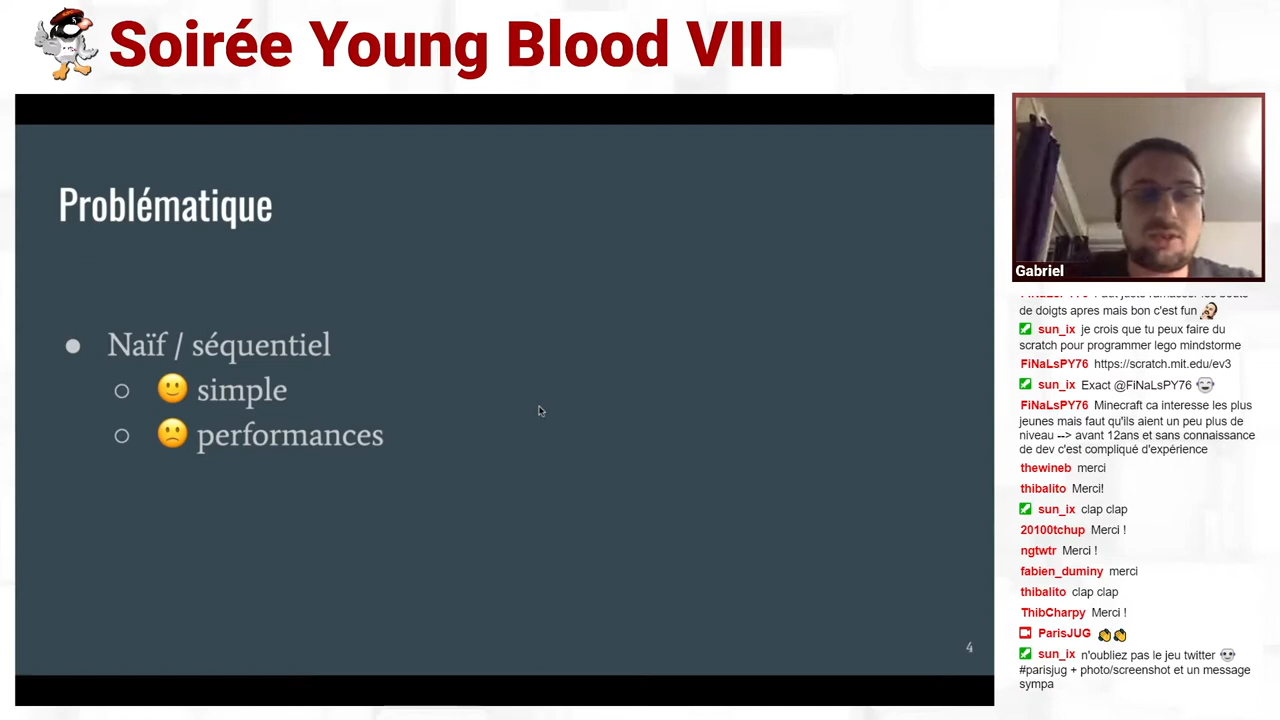 Soirée Young Blood VIII
Problématique
● Naïf / séquentiel
○ 🙂 simple
○ 🙁 performances
4
Gabriel
de doigts apres mais bon c'est fun
sun_ix je crois que tu peux faire du
scratch pour programmer lego mindstorme
FiNaLsPY76 https://scratch.mit.edu/ev3
sun_ix Exact @FiNaLsPY76
FiNaLsPY76 Minecraft ca interesse les plus
jeunes mais faut qu'ils aient un peu plus de
niveau --> avant 12ans et sans connaissance
de dev c'est compliqué d'expérience
thewineb merci
thibalito Merci!
sun_ix clap clap
20100tchup Merci !
ngtwtr Merci !
fabien_duminy merci
thibalito clap clap
ThibCharpy Merci !
ParisJUG 👏👏
sun_ix n'oubliez pas le jeu twitter
#parisjug + photo/screenshot et un message
sympa